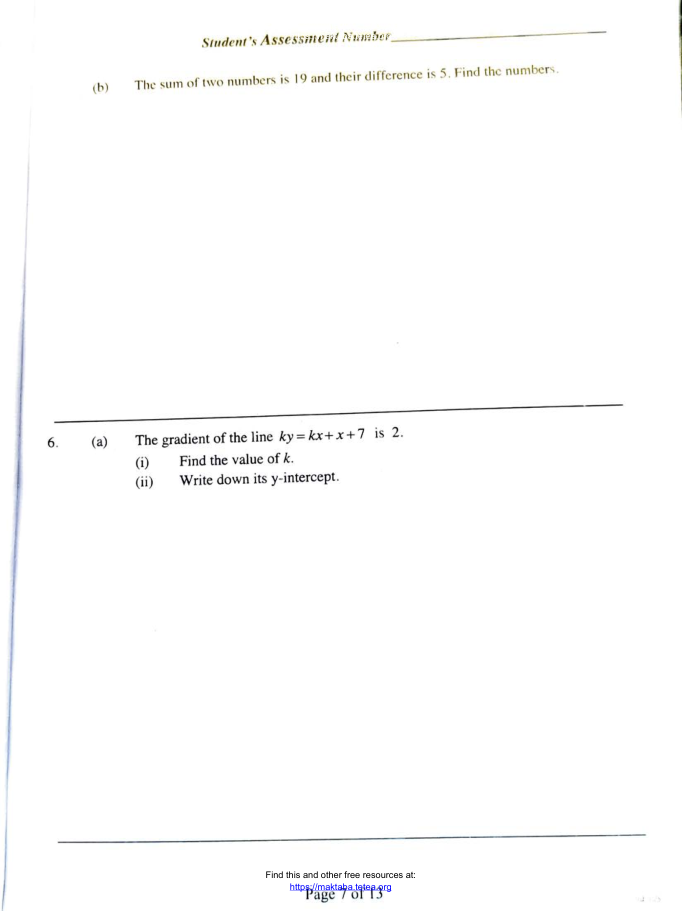 Student's Assessment Number
(b) The sum of two numbers is 19 and their difference is 5. Find the numbers.
6. (a) The gradient of the line ky = kx + x + 7 is 2.
(i) Find the value of k.
(ii) Write down its y-intercept.
Find this and other free resources at:
https://maktaba.tetea.org
Page 7 of 13